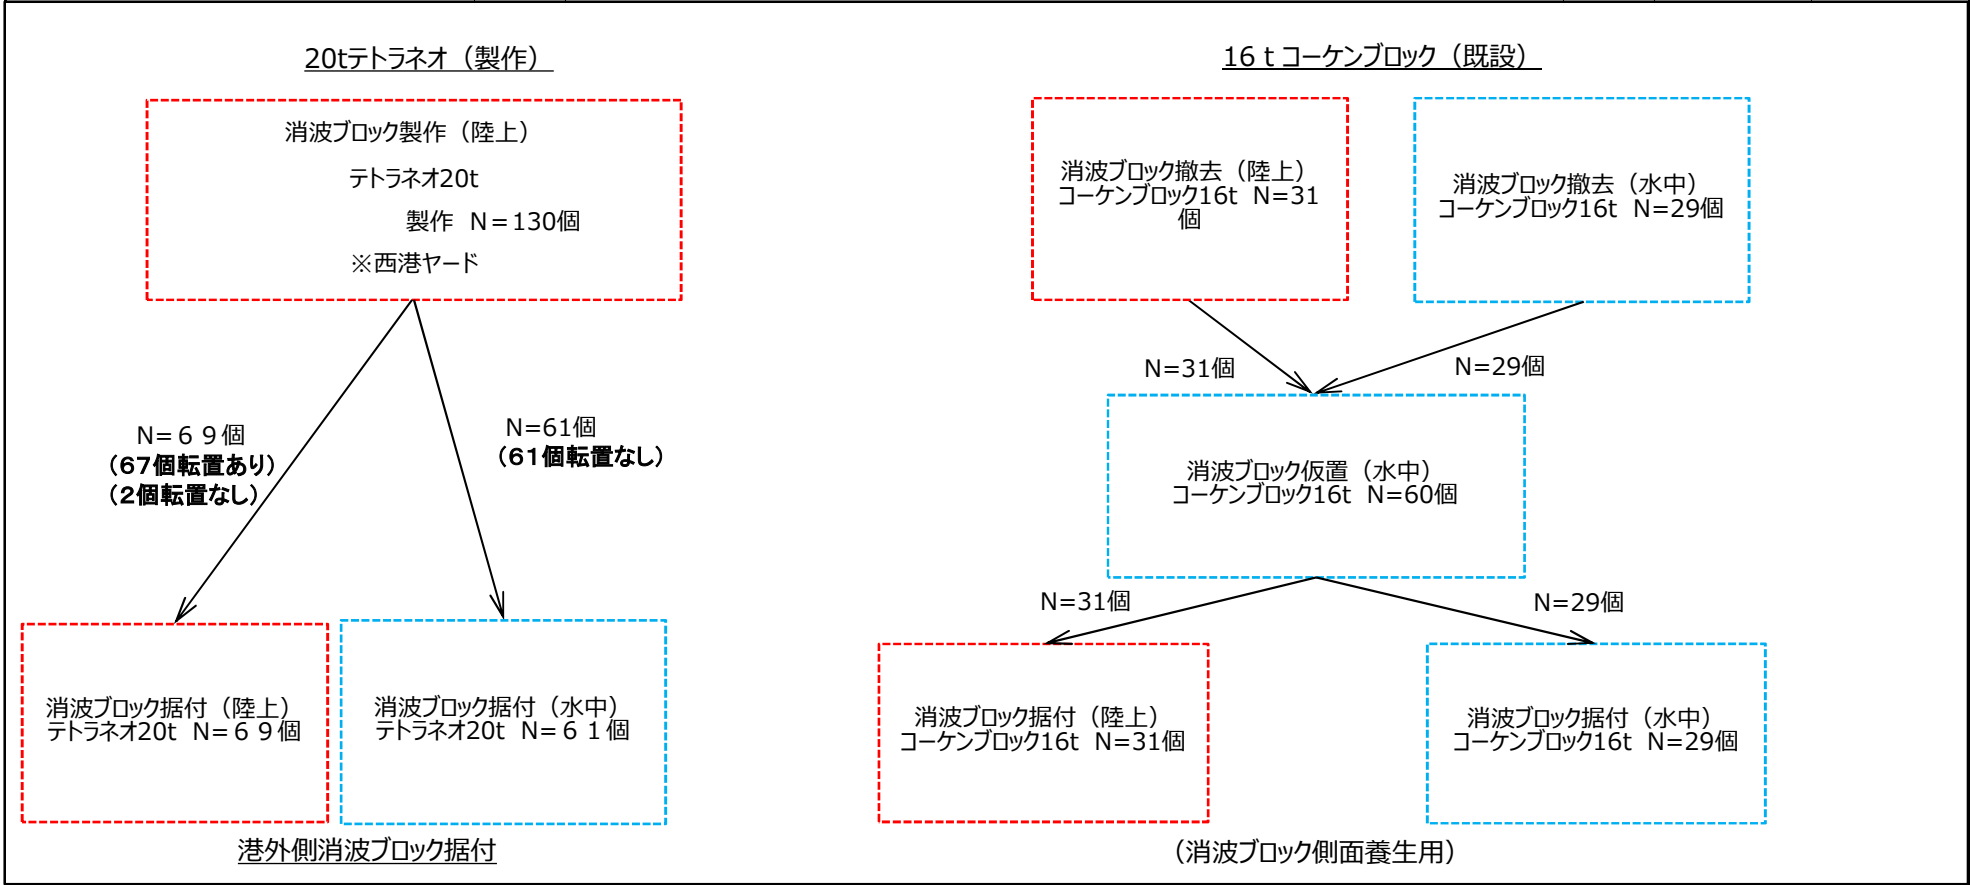 20tテトラネオ（製作）
消波ブロック製作（陸上）
テトラネオ20t
製作 N＝130個
※西港ヤード
N=６９個
（67個転置あり）
（2個転置なし）
N=61個
（61個転置なし）
消波ブロック据付（陸上）
テトラネオ20t N=６９個
消波ブロック据付（水中）
テトラネオ20t N=６１個
港外側消波ブロック据付
16ｔコーケンブロック（既設）
消波ブロック撤去（陸上）
コーケンブロック16t N=31
個
消波ブロック撤去（水中）
コーケンブロック16t N=29個
N=31個
N=29個
消波ブロック仮置（水中）
コーケンブロック16t N=60個
N=31個
N=29個
消波ブロック据付（陸上）
コーケンブロック16t N=31個
消波ブロック据付（水中）
コーケンブロック16t N=29個
（消波ブロック側面養生用）